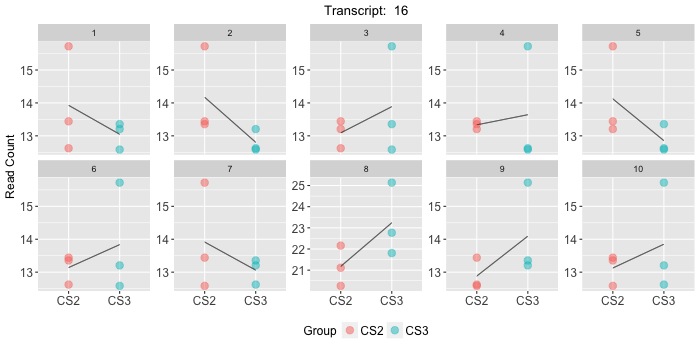 Transcript:  16
1 2 3 4 5
15 15 15 15 15
14 14 14 14 14
13 13 13 13 13
Read Count
6 7 8 9 10
15 15 25 15 15
14 14 24 14 14
13 13 23 13 13
22
21
CS2 CS3 CS2 CS3 CS2 CS3 CS2 CS3 CS2 CS3
Group CS2 CS3